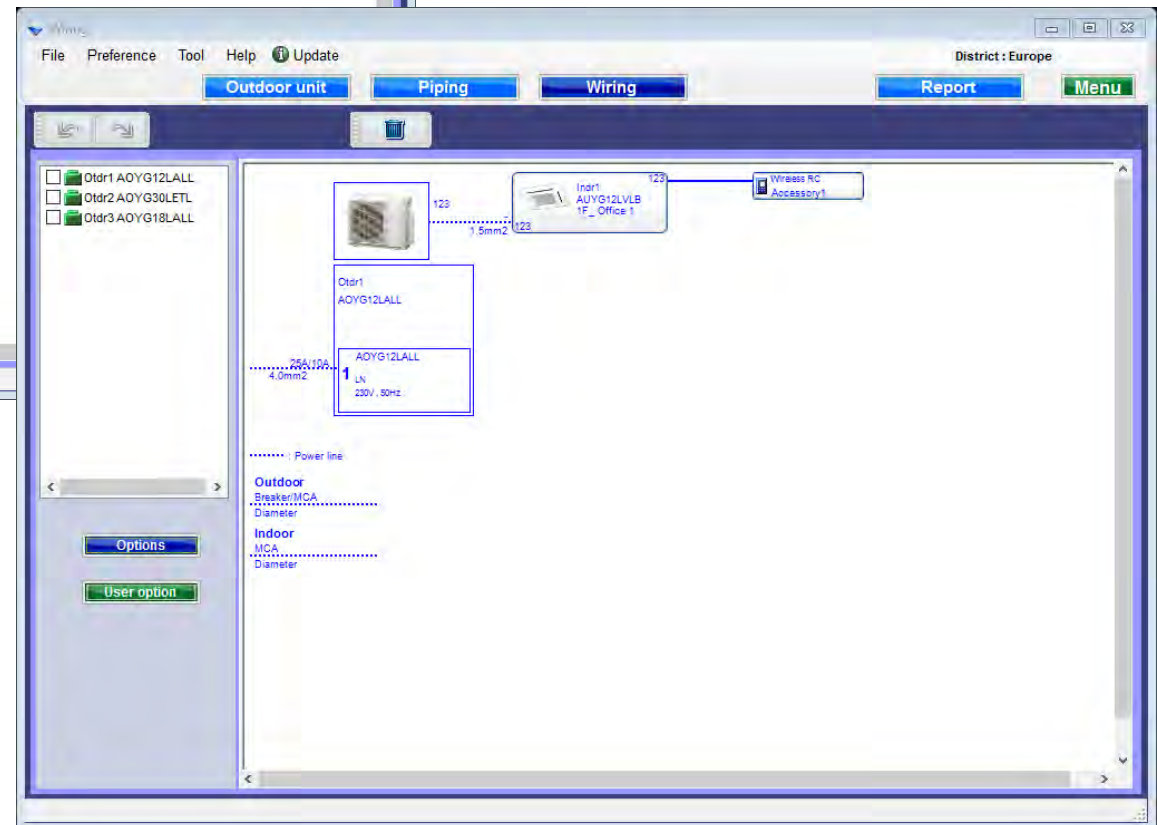 Wiring
File Preference Tool Help Update
District : Europe
Outdoor unit Piping Wiring Report Menu
Otdr1 AOYG12LALL
Otdr2 AOYG30LETL
Otdr3 AOYG18LALL
Options
User option
123
1.5mm2
123
Indr1
AUYG12LVLB
1F_ Office 1
123
Wireless RC
Accessory1
Otdr1
AOYG12LALL
25A/10A
4.0mm2
AOYG12LALL
1
LN
230V , 50Hz
: Power line
Outdoor
Breaker/MCA
Diameter
Indoor
MCA
Diameter